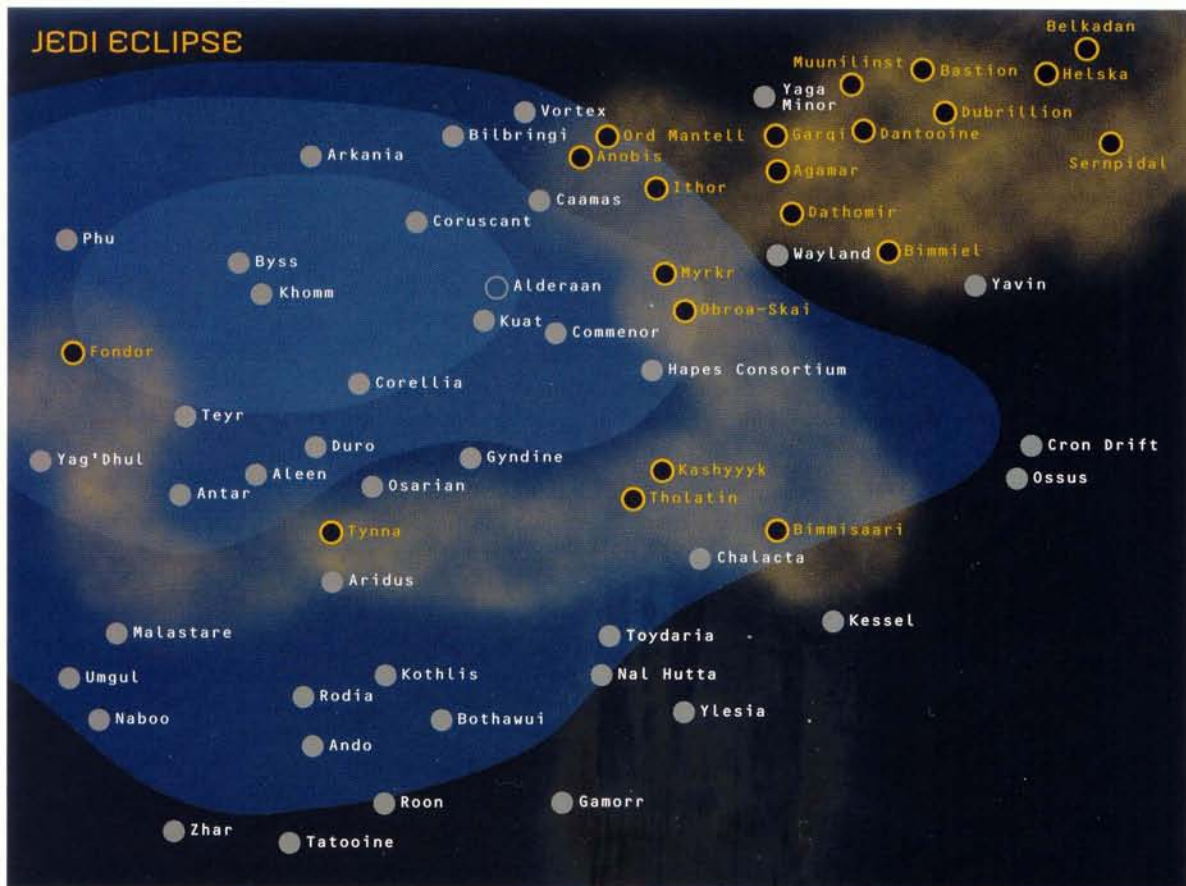 JEDI ECLIPSE
Belkadan
Muunilinst
Bastion
Helska
Yaga
Minor
Vortex
Dubrillion
Bilbringi
Ord Mantell
Garqi
Dantooine
Arkania
Anobis
Sernpidal
Agamar
Ithor
Caamas
Dathomir
Coruscant
Phu
Wayland
Bimmiel
Byss
Myrkr
Khomm
Alderaan
Yavin
Obroa-Skai
Kuat
Commenor
Fondor
Hapes Consortium
Corellia
Teyr
Duro
Cron Drift
Yag'Dhul
Gyndine
Aleen
Kashyyyk
Ossus
Osarian
Antar
Tholatin
Tynna
Bimmisaari
Chalacta
Aridus
Kessel
Malastare
Toydaria
Umgul
Kothlis
Nal Hutta
Rodia
Ylesia
Naboo
Bothawui
Ando
Roon
Gamorr
Zhar
Tatooine